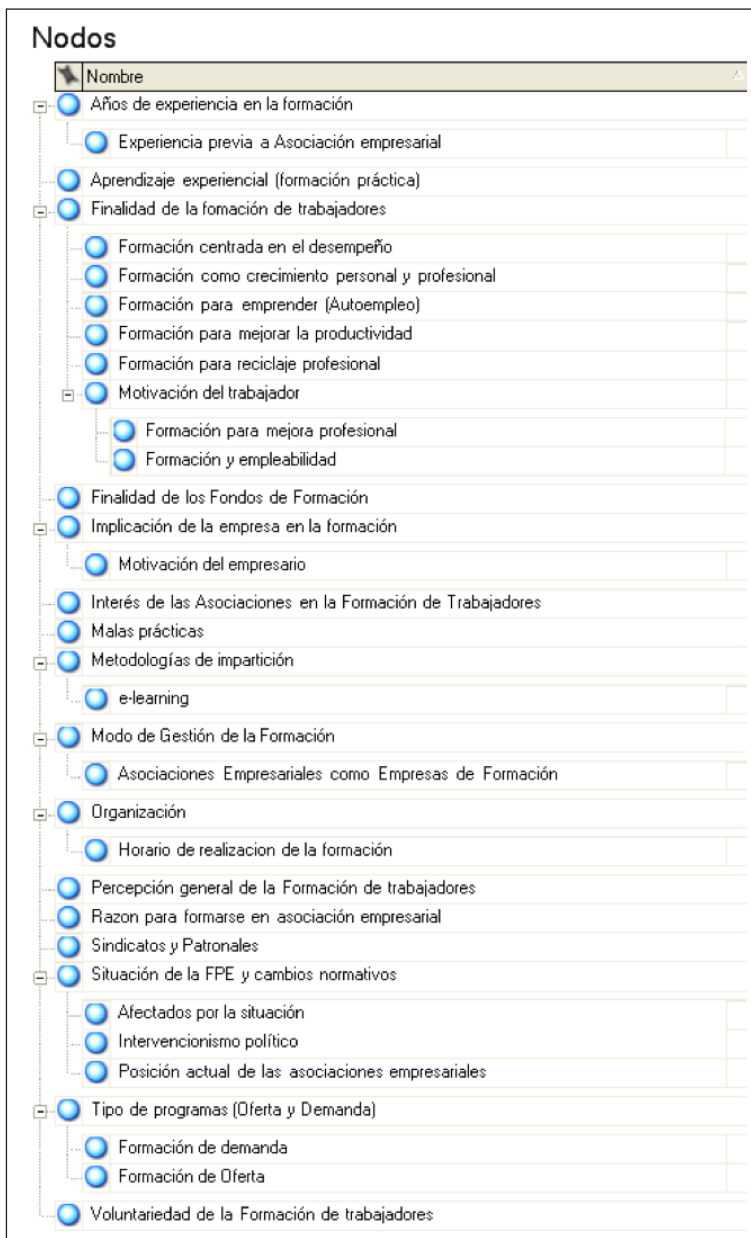 Nodos
Nombre
Años de experiencia en la formación
Experiencia previa a Asociación empresarial
Aprendizaje experiencial (formación práctica)
Finalidad de la fomación de trabajadores
Formación centrada en el desempeño
Formación como crecimiento personal y profesional
Formación para emprender (Autoempleo)
Formación para mejorar la productividad
Formación para reciclaje profesional
Motivación del trabajador
Formación para mejora profesional
Formación y empleabilidad
Finalidad de los Fondos de Formación
Implicación de la empresa en la formación
Motivación del empresario
Interés de las Asociaciones en la Formación de Trabajadores
Malas prácticas
Metodologías de impartición
e-learning
Modo de Gestión de la Formación
Asociaciones Empresariales como Empresas de Formación
Organización
Horario de realizacion de la formación
Percepción general de la Formación de trabajadores
Razon para formarse en asociación empresarial
Sindicatos y Patronales
Situación de la FPE y cambios normativos
Afectados por la situación
Intervencionismo político
Posición actual de las asociaciones empresariales
Tipo de programas (Oferta y Demanda)
Formación de demanda
Formación de Oferta
Voluntariedad de la Formación de trabajadores